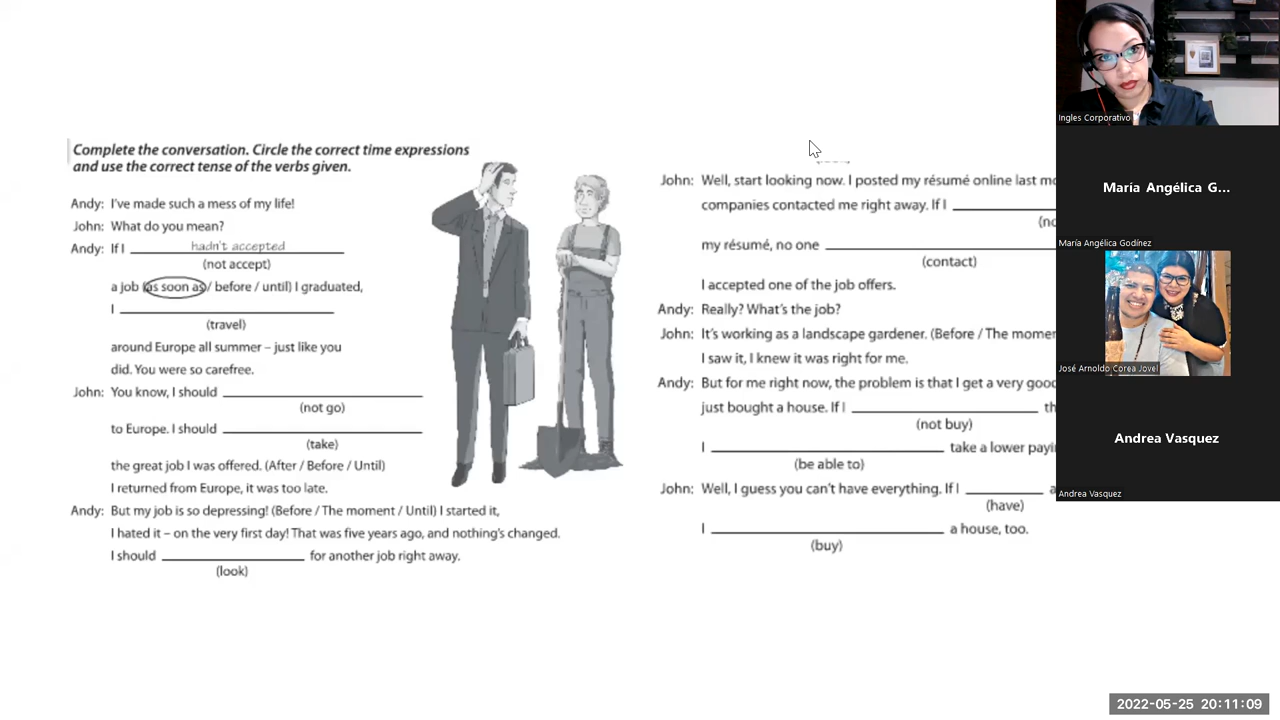 Complete the conversation. Circle the correct time expressions
and use the correct tense of the verbs given.
Andy: I've made such a mess of my life!
John: What do you mean?
Andy: If I hadn't accepted
(not accept)
a job (as soon as / before / until) I graduated,
I
(travel)
around Europe all summer – just like you
did. You were so carefree.
John: You know, I should
(not go)
to Europe. I should
(take)
the great job I was offered. (After / Before / Until)
I returned from Europe, it was too late.
Andy: But my job is so depressing! (Before / The moment / Until) I started it,
I hated it – on the very first day! That was five years ago, and nothing's changed.
I should for another job right away.
(look)
John: Well, start looking now. I posted my résumé online last
companies contacted me right away. If I
my résumé, no one
(contact)
I accepted one of the job offers.
Andy: Really? What's the job?
John: It's working as a landscape gardener. (Before / The
I saw it, I knew it was right for me.
Andy: But for me right now, the problem is that I get a very
just bought a house. If I
(not buy)
I take a lower
(be able to)
John: Well, I guess you can't have everything. If I
(have)
I a house, too.
(buy)
Ingles Corporativo
María Angélica G...
María Angélica Godínez
José Arnoldo Corea Jovel
Andrea Vasquez
Andrea Vasquez
2022-05-25 20:11:09